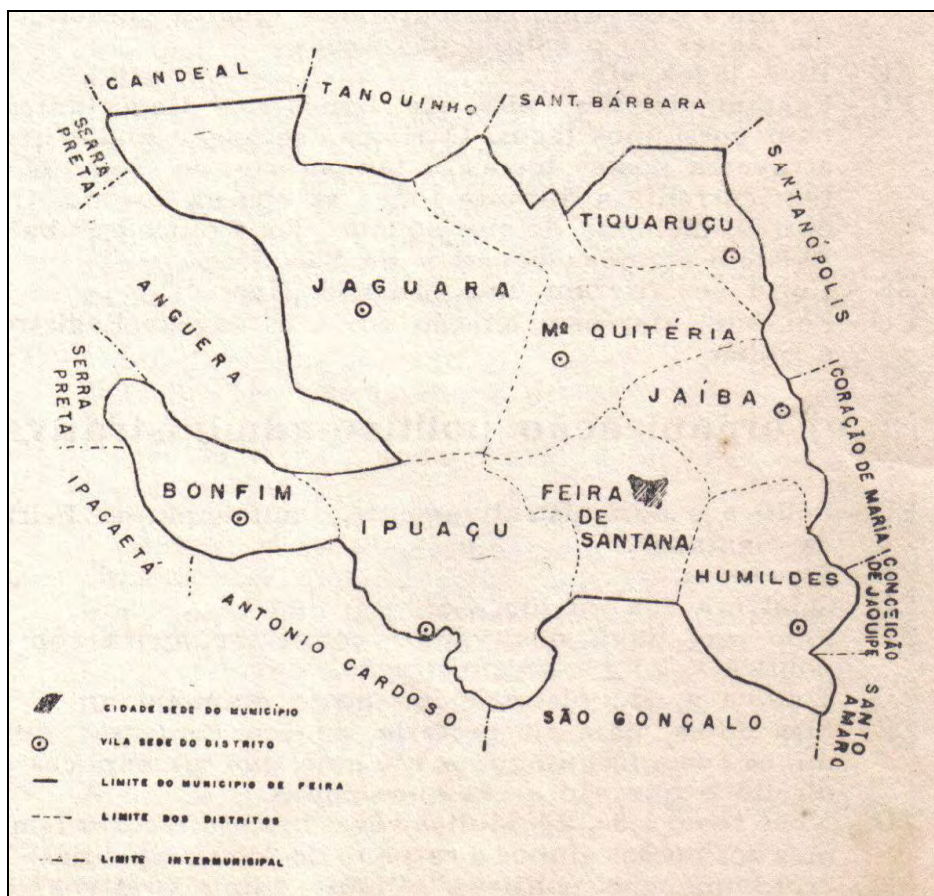 CANDEAL
TANQUINHO
SANT. BÁRBARA
SERRA
PRETA
SANTANÓPOLIS
TIQUARUÇU
JAGUARA
ANGUERA
Mª QUITÉRIA
SERRA
PRETA
JAÍBA
CORAÇÃO DE MARIA
BONFIM
FEIRA
DE
SANTANA
IPUAÇU
IPACAETÁ
HUMILDES
CONCEIÇÃO
DE JAQUIPE
ANTONIO CARDOSO
SÃO GONÇALO
SANTO
AMARO
CIDADE SEDE DO MUNICÍPIO
VILA SEDE DO DISTRITO
LIMITE DO MUNICIPIO DE FEIRA
LIMITE DOS DISTRITOS
LIMITE INTERMUNICIPAL